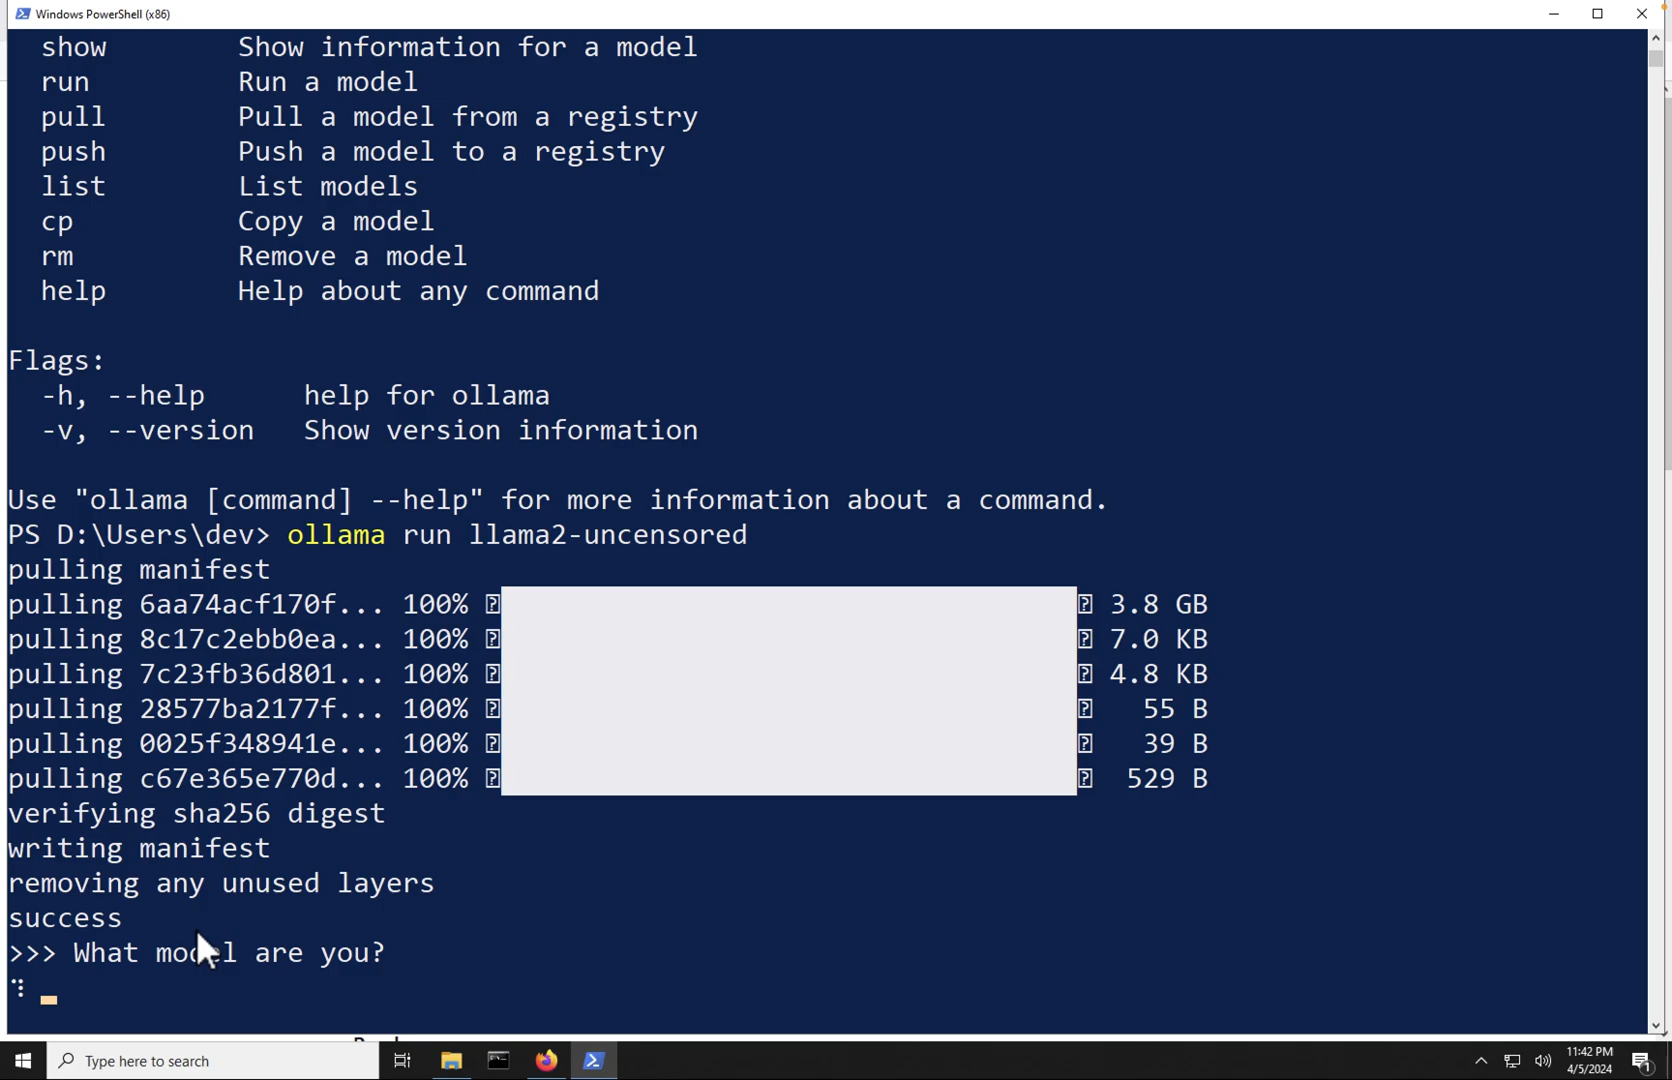 Windows PowerShell (x86)
show Show information for a model
run Run a model
pull Pull a model from a registry
push Push a model to a registry
list List models
cp Copy a model
rm Remove a model
help Help about any command
Flags:
-h, --help help for ollama
-v, --version Show version information
Use "ollama [command] --help" for more information about a command.
PS D:\Users\dev> ollama run llama2-uncensored
pulling manifest
pulling 6aa74acf170f... 100% 3.8 GB
pulling 8c17c2ebb0ea... 100% 7.0 KB
pulling 7c23fb36d801... 100% 4.8 KB
pulling 28577ba2177f... 100% 55 B
pulling 0025f348941e... 100% 39 B
pulling c67e365e770d... 100% 529 B
verifying sha256 digest
writing manifest
removing any unused layers
success
>>> What model are you?
Type here to search
11:42 PM
4/5/2024
1